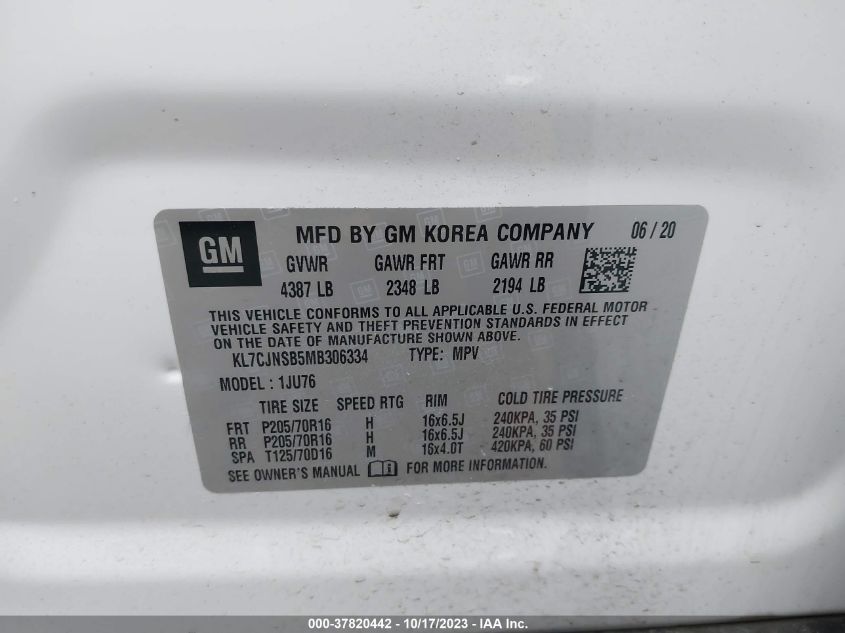 GM
MFD BY GM KOREA COMPANY 06 / 20
GVWR GAWR FRT GAWR RR
4387 LB 2348 LB 2194 LB
THIS VEHICLE CONFORMS TO ALL APPLICABLE U.S. FEDERAL MOTOR
VEHICLE SAFETY AND THEFT PREVENTION STANDARDS IN EFFECT
ON THE DATE OF MANUFACTURE SHOWN ABOVE.
KL7CJNSB5MB306334 TYPE: MPV
MODEL : 1JU76
TIRE SIZE SPEED RTG RIM COLD TIRE PRESSURE
FRT P205/70R16 H 16x6.5J 240KPA, 35 PSI
RR P205/70R16 H 16x6.5J 240KPA, 35 PSI
SPA T125/70D16 M 16x4.0T 420KPA, 60 PSI
SEE OWNER'S MANUAL FOR MORE INFORMATION.
000-37820442 - 10/17/2023 - IAA Inc.